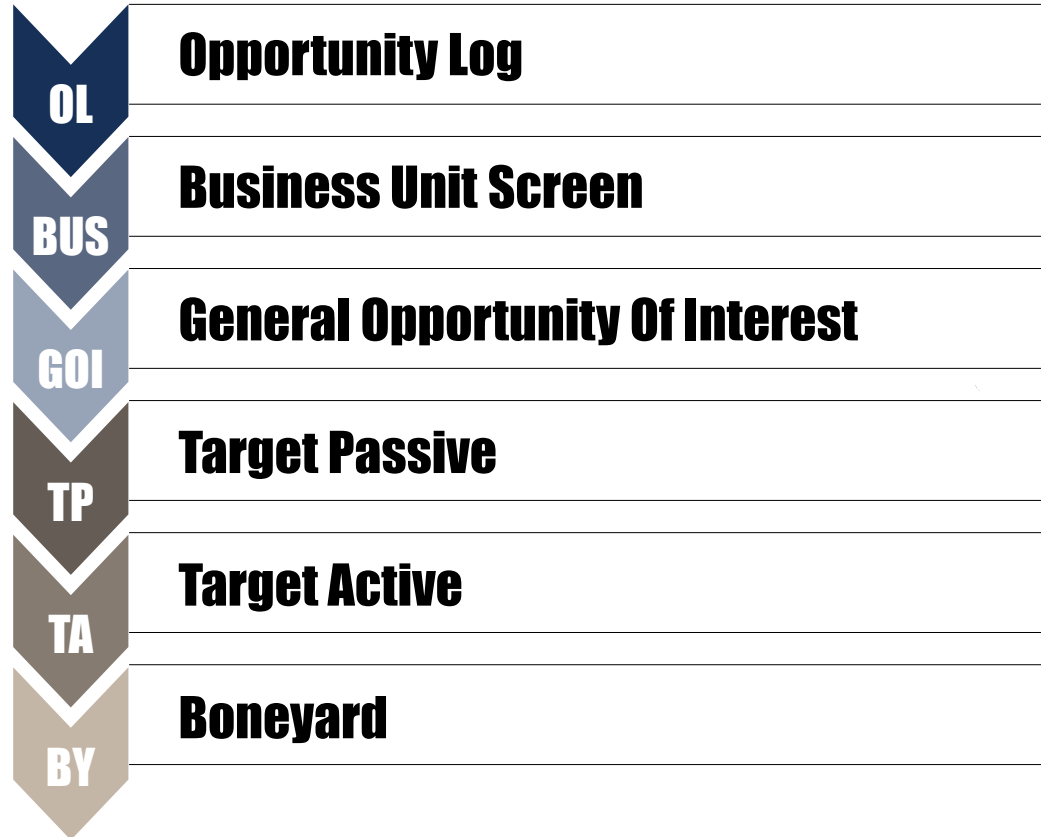 OL
Opportunity Log
BUS
Business Unit Screen
GOI
General Opportunity Of Interest
TP
Target Passive
TA
Target Active
BY
Boneyard